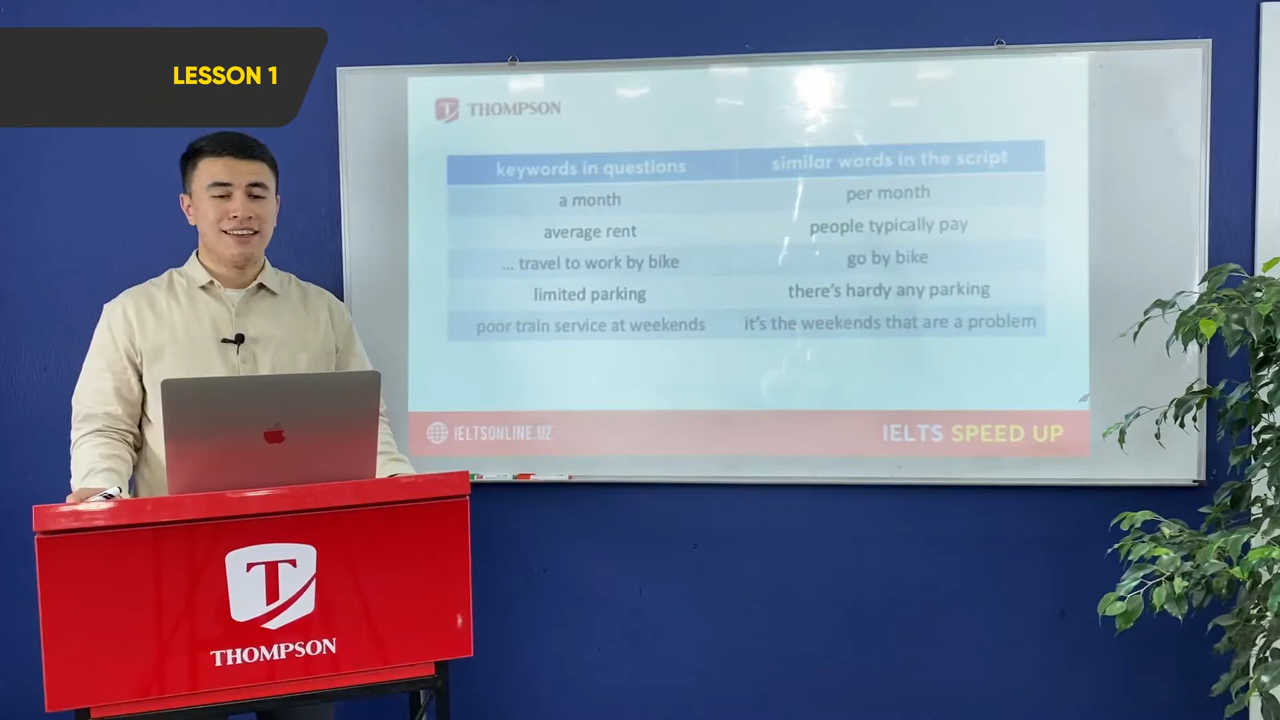 LESSON 1
THOMPSON
keywords in questions similar words in the script
a month per month
average rent people typically pay
... travel to work by bike go by bike
limited parking there's hardy any parking
poor train service at weekends it's the weekends that are a problem
IELTSONLINE.UZ IELTS SPEED UP
T
THOMPSON